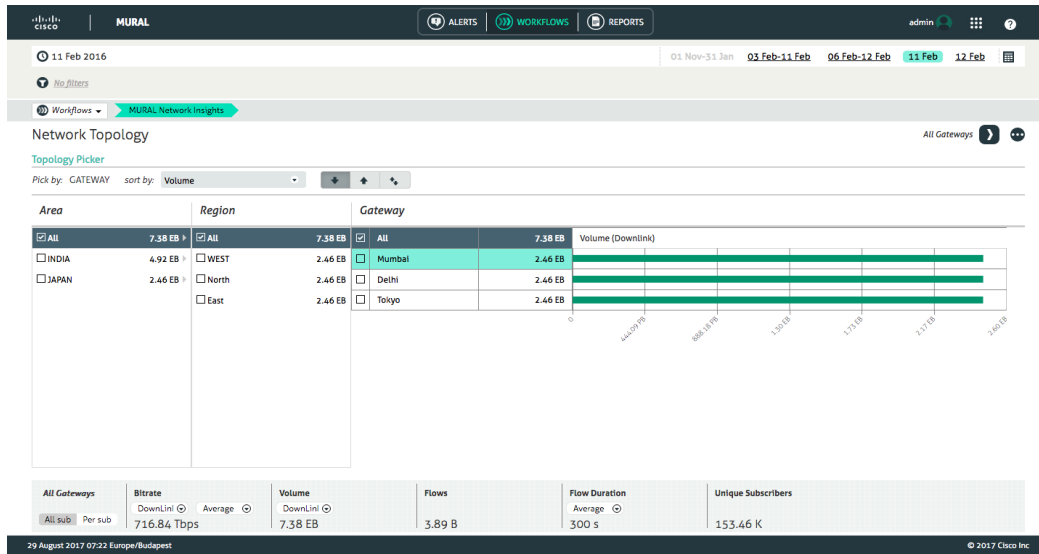 cisco MURAL ALERTS WORKFLOWS REPORTS admin ?
11 Feb 2016 01 Nov-31 Jan 03 Feb-11 Feb 06 Feb-12 Feb 11 Feb 12 Feb
No filters
Workflows MURAL Network Insights
Network Topology All Gateways
Topology Picker
Pick by: GATEWAY sort by: Volume
Area Region Gateway
All 7.38 EB All 7.38 EB All 7.38 EB Volume (Downlink)
INDIA 4.92 EB WEST 2.46 EB Mumbai 2.46 EB
JAPAN 2.46 EB North 2.46 EB Delhi 2.46 EB
East 2.46 EB Tokyo 2.46 EB
0 444.09 PB 888.18 PB 1.30 EB 1.73 EB 2.17 EB 2.60 EB
All Gateways Bitrate Volume Flows Flow Duration Unique Subscribers
DownLinl Average DownLinl Average
All sub Per sub 716.84 Tbps 7.38 EB 3.89 B 300 s 153.46 K
29 August 2017 07:22 Europe/Budapest © 2017 Cisco Inc